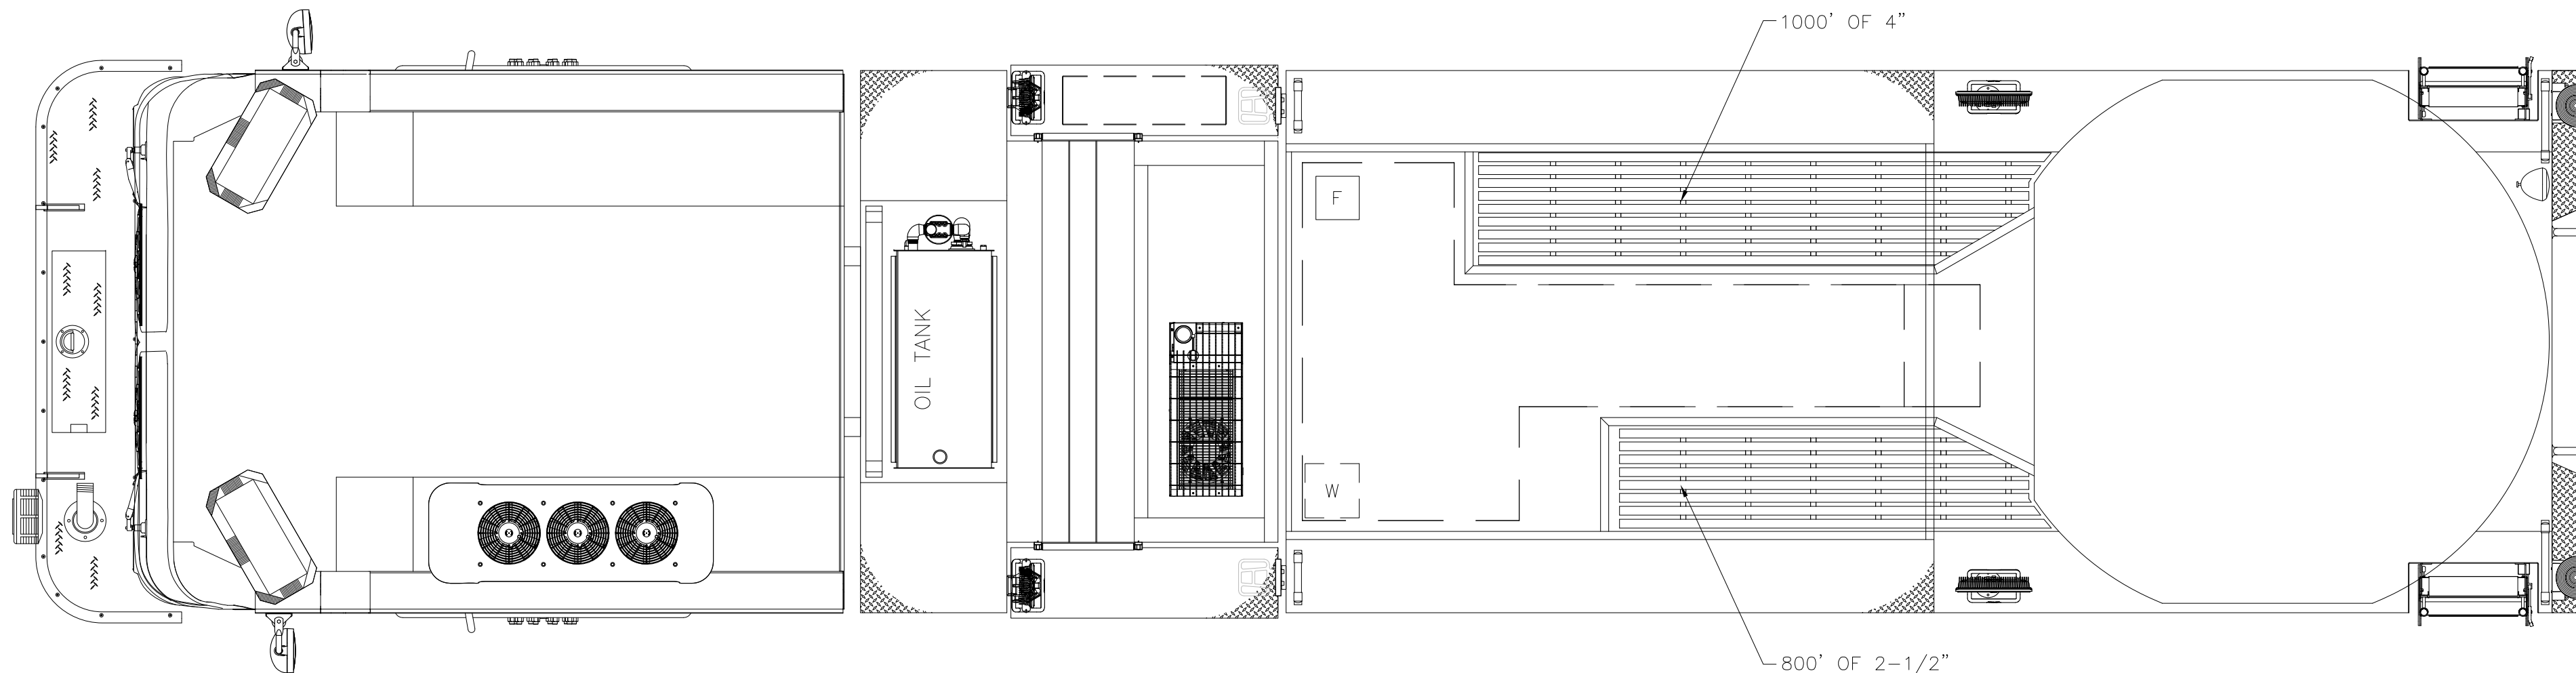 1000’ OF 4”
F
OIL TANK
W
800’ OF 2-1/2”